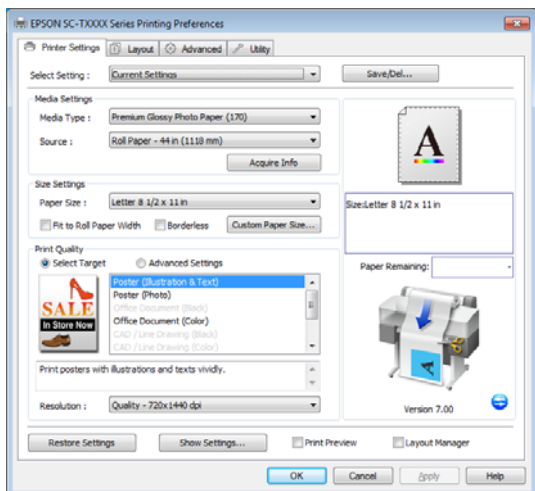 EPSON SC-TXXXX Series Printing Preferences
Printer Settings Layout Advanced Utility
Select Setting : Current Settings Save/Del...
Media Settings
Media Type : Premium Glossy Photo Paper (170)
Source : Roll Paper - 44 in (1118 mm)
Acquire Info
A
Size Settings
Paper Size : Letter 8 1/2 x 11 in
Fit to Roll Paper Width Borderless Custom Paper Size...
Size:Letter 8 1/2 x 11 in
Print Quality
Select Target Advanced Settings
Paper Remaining: -
SALE
In Store Now
Poster (Illustration & Text)
Poster (Photo)
Office Document (Black)
Office Document (Color)
CAD / Line Drawing (Black)
CAD / Line Drawing (Color)
A
Print posters with illustrations and texts vividly.
Resolution : Quality - 720x1440 dpi
Version 7.00
Restore Settings Show Settings... Print Preview Layout Manager
OK Cancel Apply Help